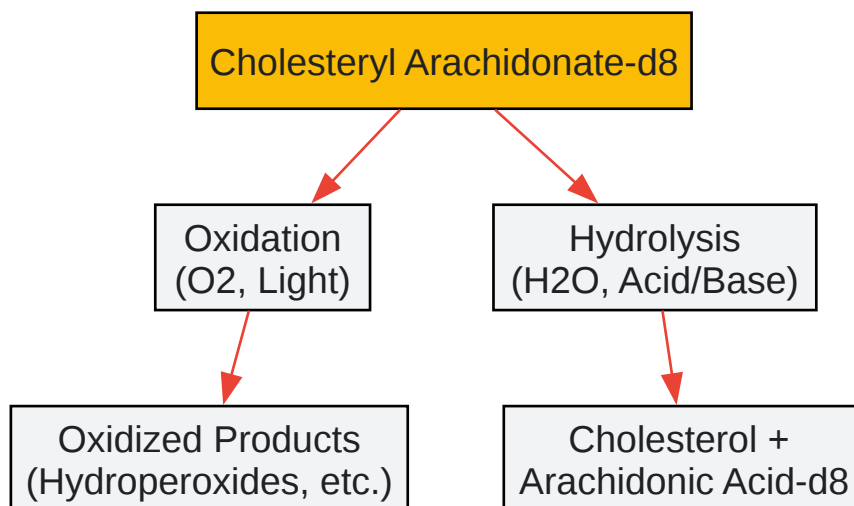 Cholesteryl Arachidonate-d8
Oxidation
(O2, Light)
Hydrolysis
(H2O, Acid/Base)
Oxidized Products
(Hydroperoxides, etc.)
Cholesterol +
Arachidonic Acid-d8